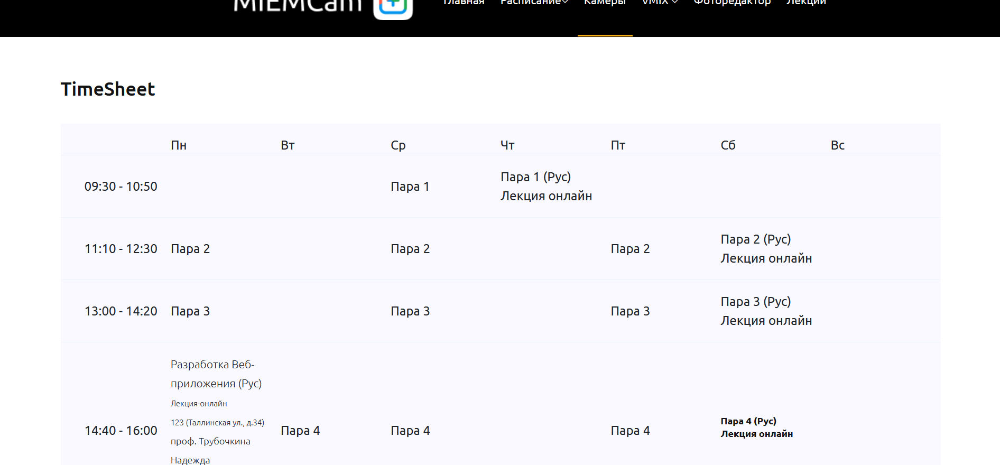 MIEMCam
Главная Расписание Камеры VMIX Фоторедактор Лекции
TimeSheet
Пн Вт Ср Чт Пт Сб Вс
09:30 - 10:50 Пара 1 Пара 1 (Рус)
Лекция онлайн
11:10 - 12:30 Пара 2 Пара 2 Пара 2 Пара 2 (Рус)
Лекция онлайн
13:00 - 14:20 Пара 3 Пара 3 Пара 3 Пара 3 (Рус)
Лекция онлайн
14:40 - 16:00 Разработка Веб-
приложения (Рус)
Лекция-онлайн
123 (Таллинская ул., д.34)
проф. Трубочкина
Надежда
Пара 4 Пара 4 Пара 4 Пара 4 (Рус)
Лекция онлайн